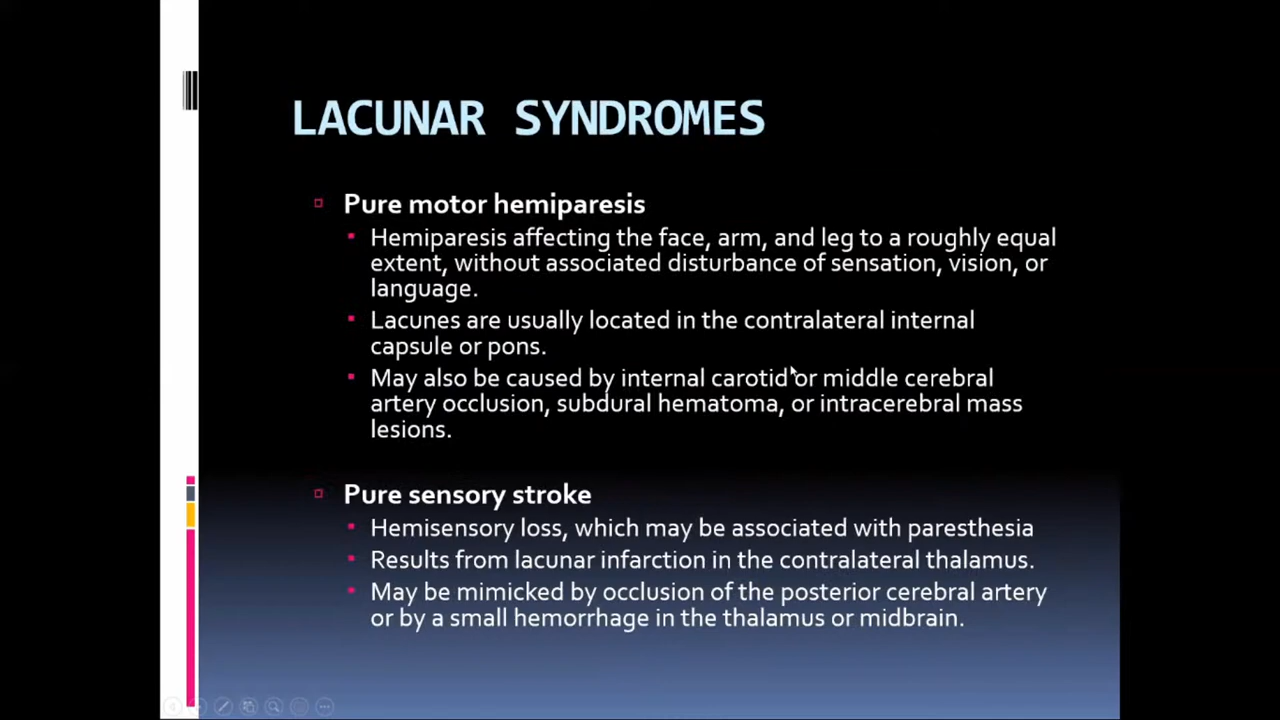 LACUNAR SYNDROMES
Pure motor hemiparesis
Hemiparesis affecting the face, arm, and leg to a roughly equal
extent, without associated disturbance of sensation, vision, or
language.
Lacunes are usually located in the contralateral internal
capsule or pons.
May also be caused by internal carotid or middle cerebral
artery occlusion, subdural hematoma, or intracerebral mass
lesions.
Pure sensory stroke
Hemisensory loss, which may be associated with paresthesia
Results from lacunar infarction in the contralateral thalamus.
May be mimicked by occlusion of the posterior cerebral artery
or by a small hemorrhage in the thalamus or midbrain.